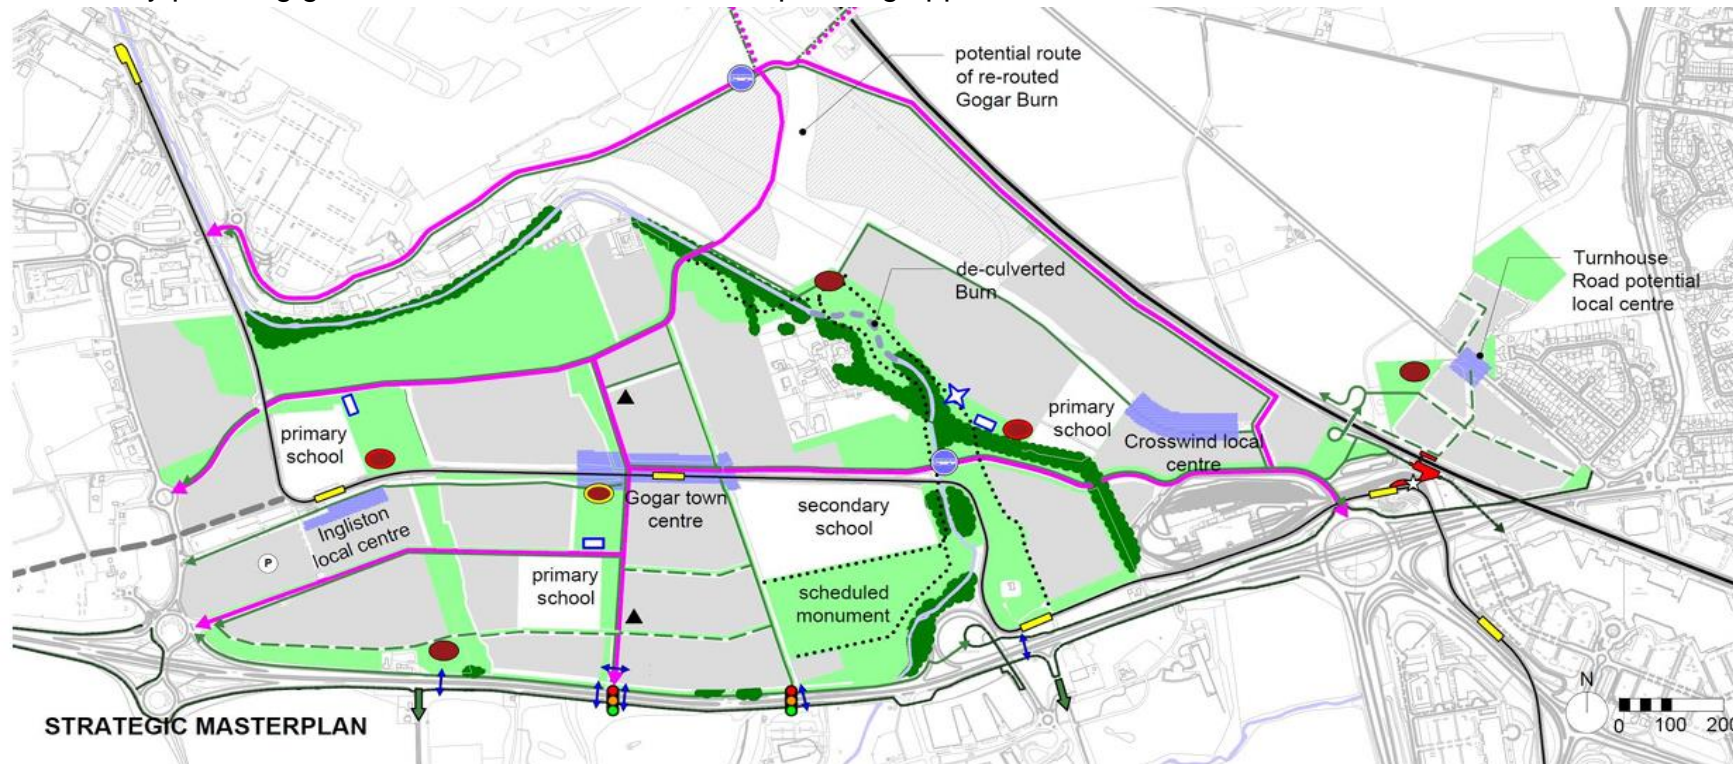 potential route
of re-routed
Gogar Burn
de-culverted
Burn
Turnhouse
Road potential
local centre
primary
school
primary
school
Crosswind local
centre
Gogar town
centre
secondary
school
Ingliston
local centre
P
primary
school
scheduled
monument
N
0 100 200
STRATEGIC MASTERPLAN